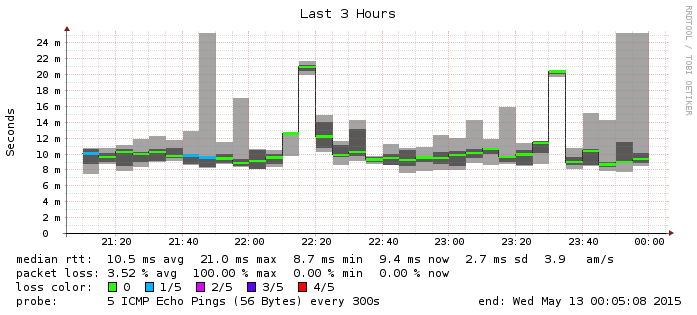 Last 3 Hours
RRDTOOL / TOBI OETIKER
Seconds
24 m
22 m
20 m
18 m
16 m
14 m
12 m
10 m
8 m
6 m
4 m
2 m
0
21:20 21:40 22:00 22:20 22:40 23:00 23:20 23:40 00:00
median rtt: 10.5 ms avg 21.0 ms max 8.7 ms min 9.4 ms now 2.7 ms sd 3.9 am/s
packet loss: 3.52 % avg 100.00 % max 0.00 % min 0.00 % now
loss color: 0 1/5 2/5 3/5 4/5
probe: 5 ICMP Echo Pings (56 Bytes) every 300s end: Wed May 13 00:05:08 2015